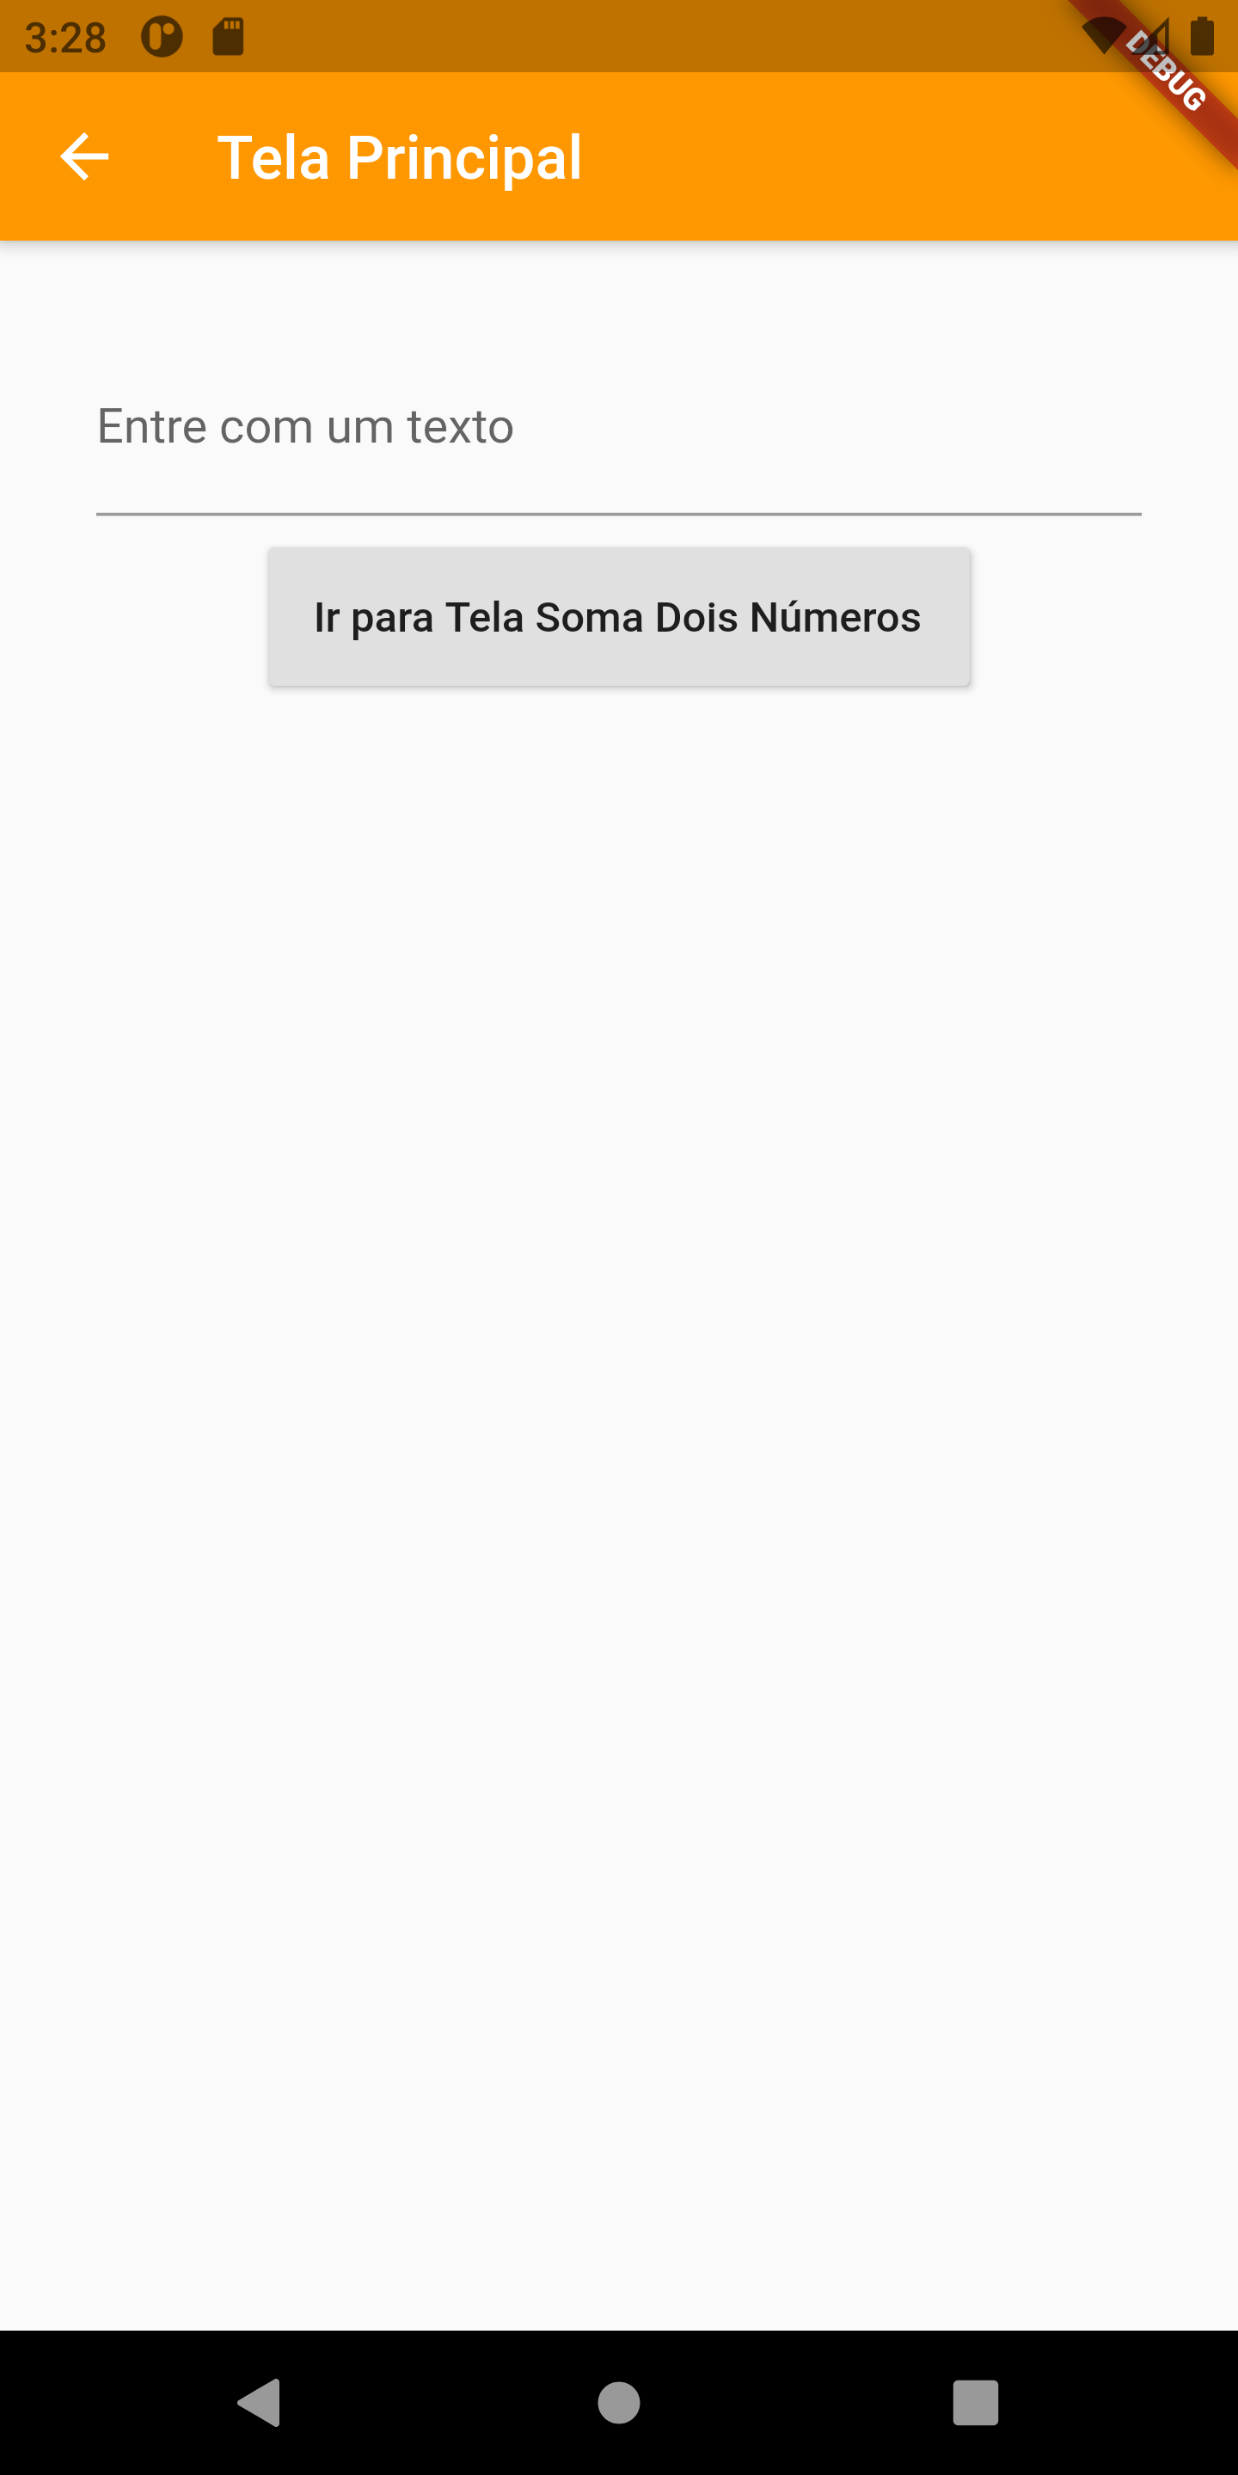 3:28
DEBUG
Tela Principal
Entre com um texto
Ir para Tela Soma Dois Números